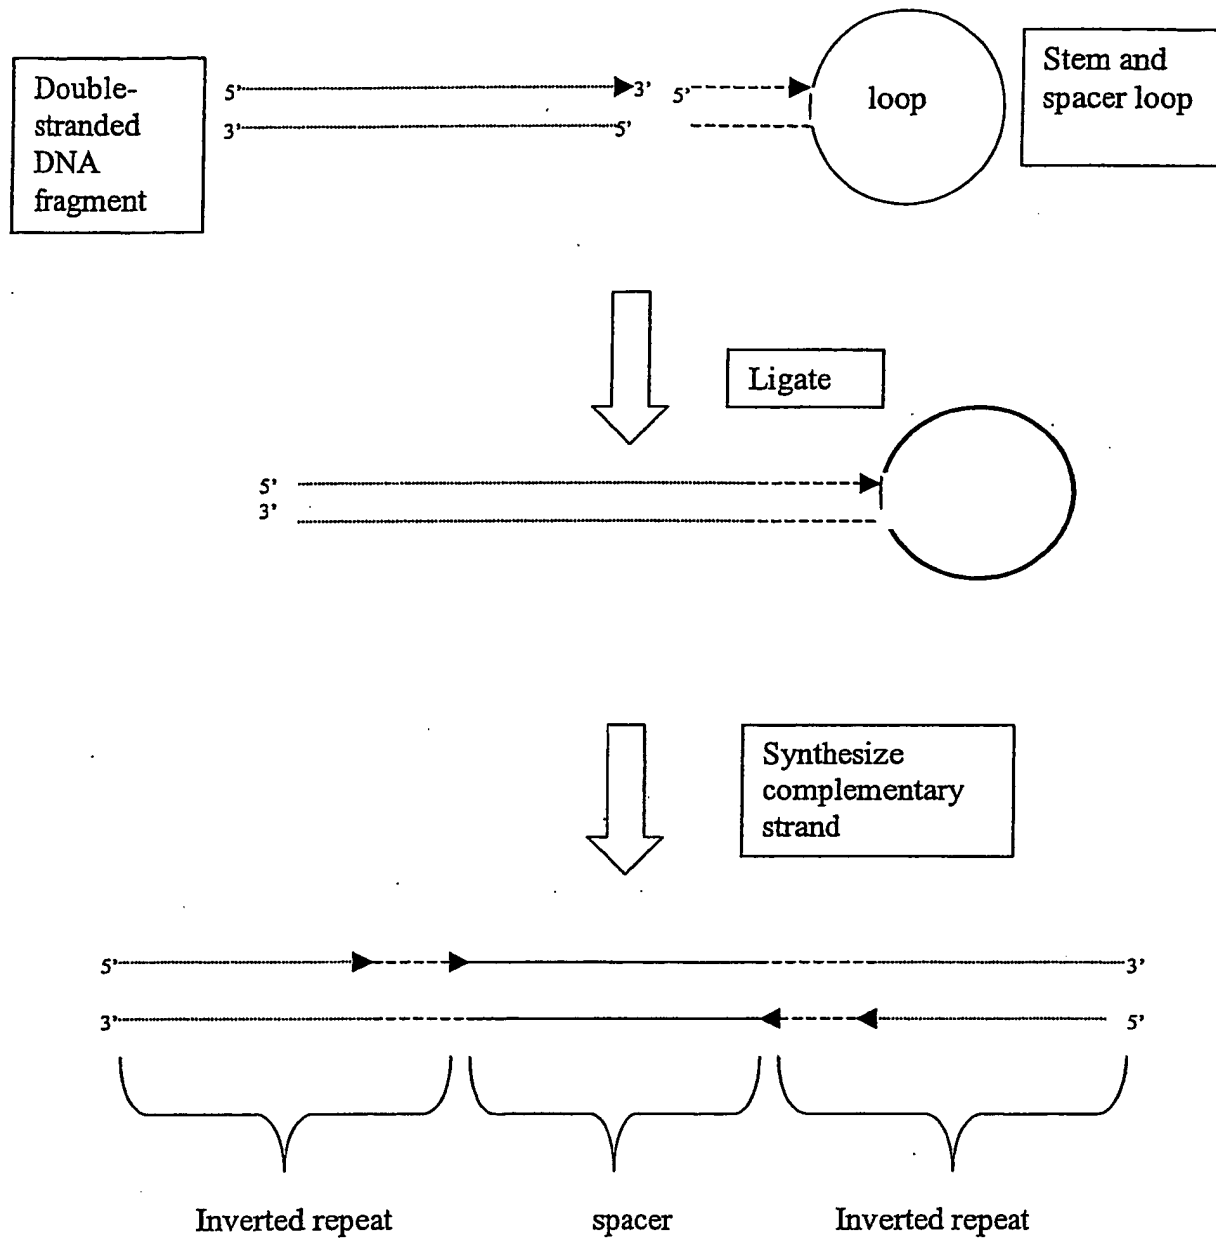 Double-
stranded
DNA
fragment
5' 3' 5'
3' 5'
loop
Stem and
spacer loop
Ligate
5'
3'
Synthesize
complementary
strand
5' 3'
3' 5'
Inverted repeat spacer Inverted repeat